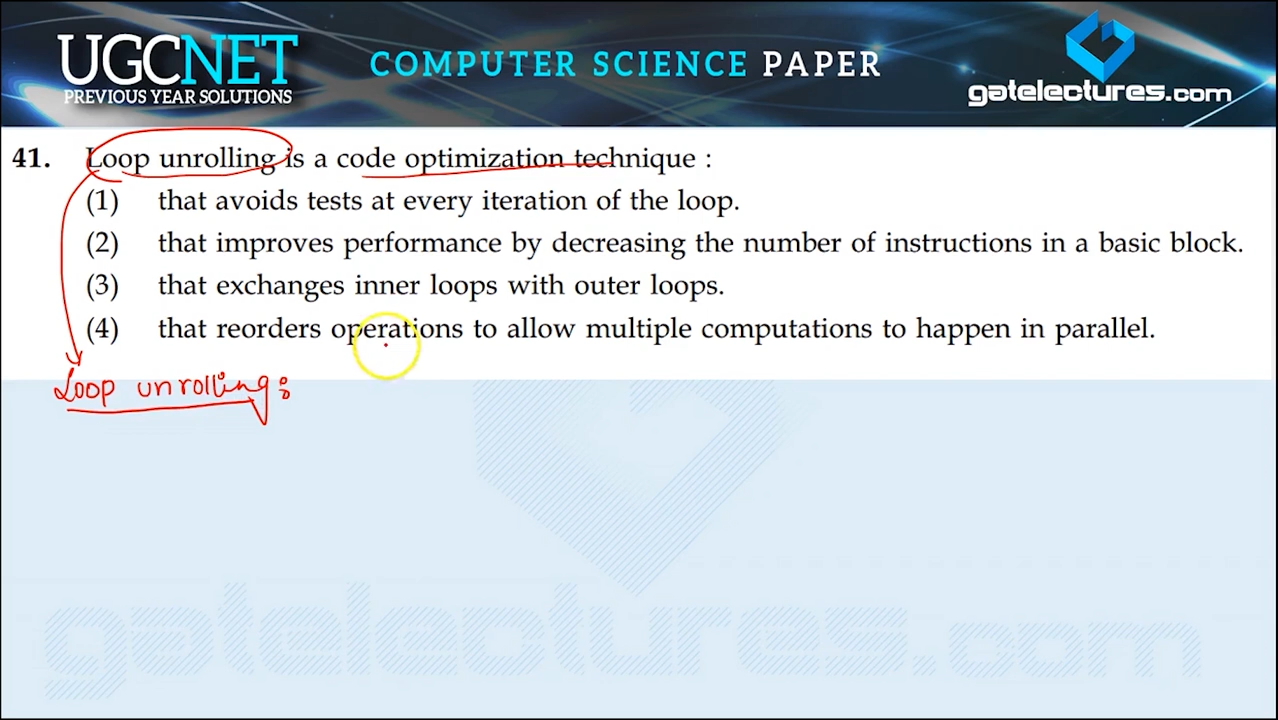 UGCNET
PREVIOUS YEAR SOLUTIONS
COMPUTER SCIENCE PAPER
gatelectures.com
41. Loop unrolling is a code optimization technique :
(1) that avoids tests at every iteration of the loop.
(2) that improves performance by decreasing the number of instructions in a basic block.
(3) that exchanges inner loops with outer loops.
(4) that reorders operations to allow multiple computations to happen in parallel.
Loop unrolling :
gatelectures.com